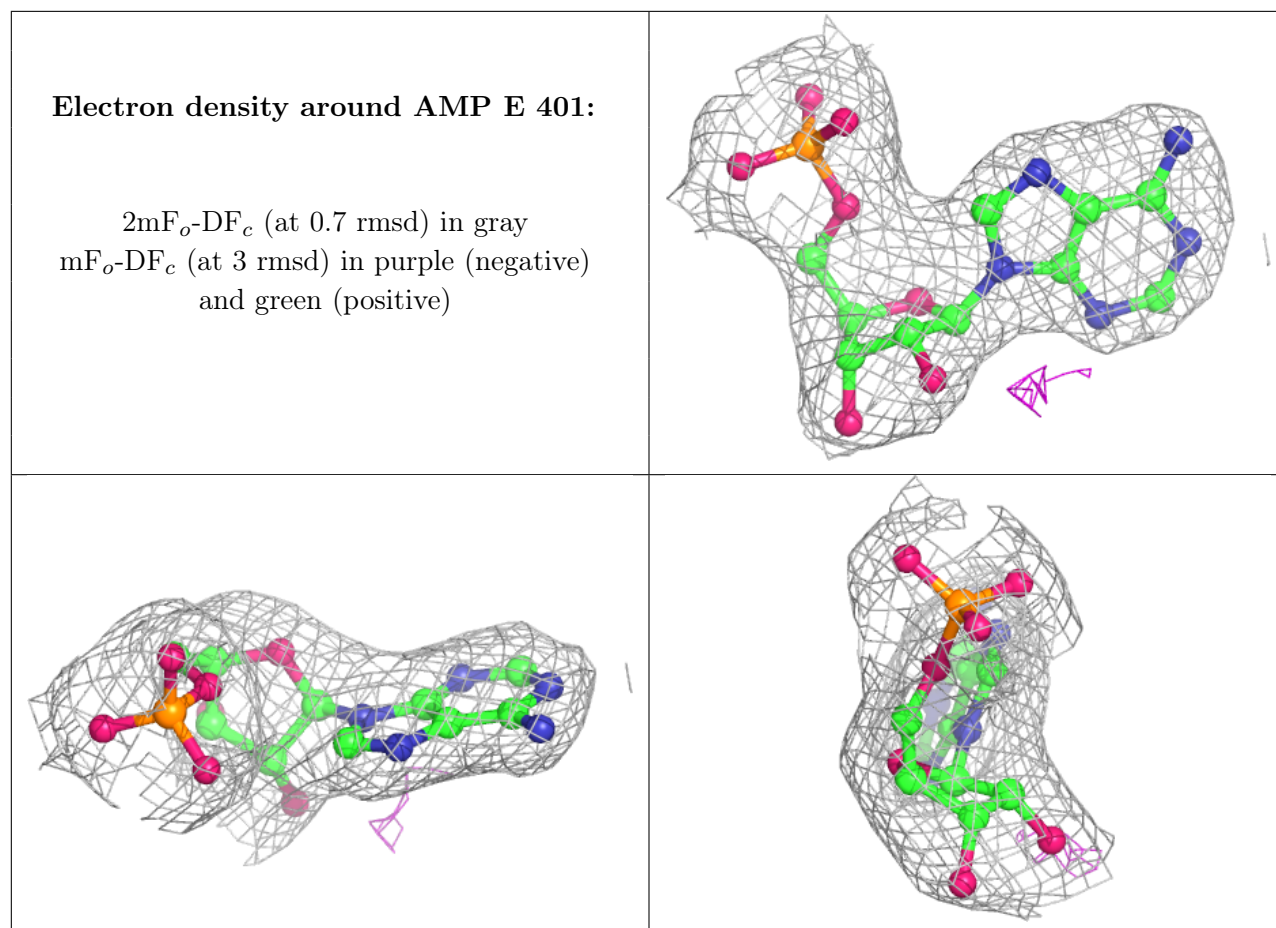 Electron density around AMP E 401:
2mFo-DFc (at 0.7 rmsd) in gray
mFo-DFc (at 3 rmsd) in purple (negative)
and green (positive)